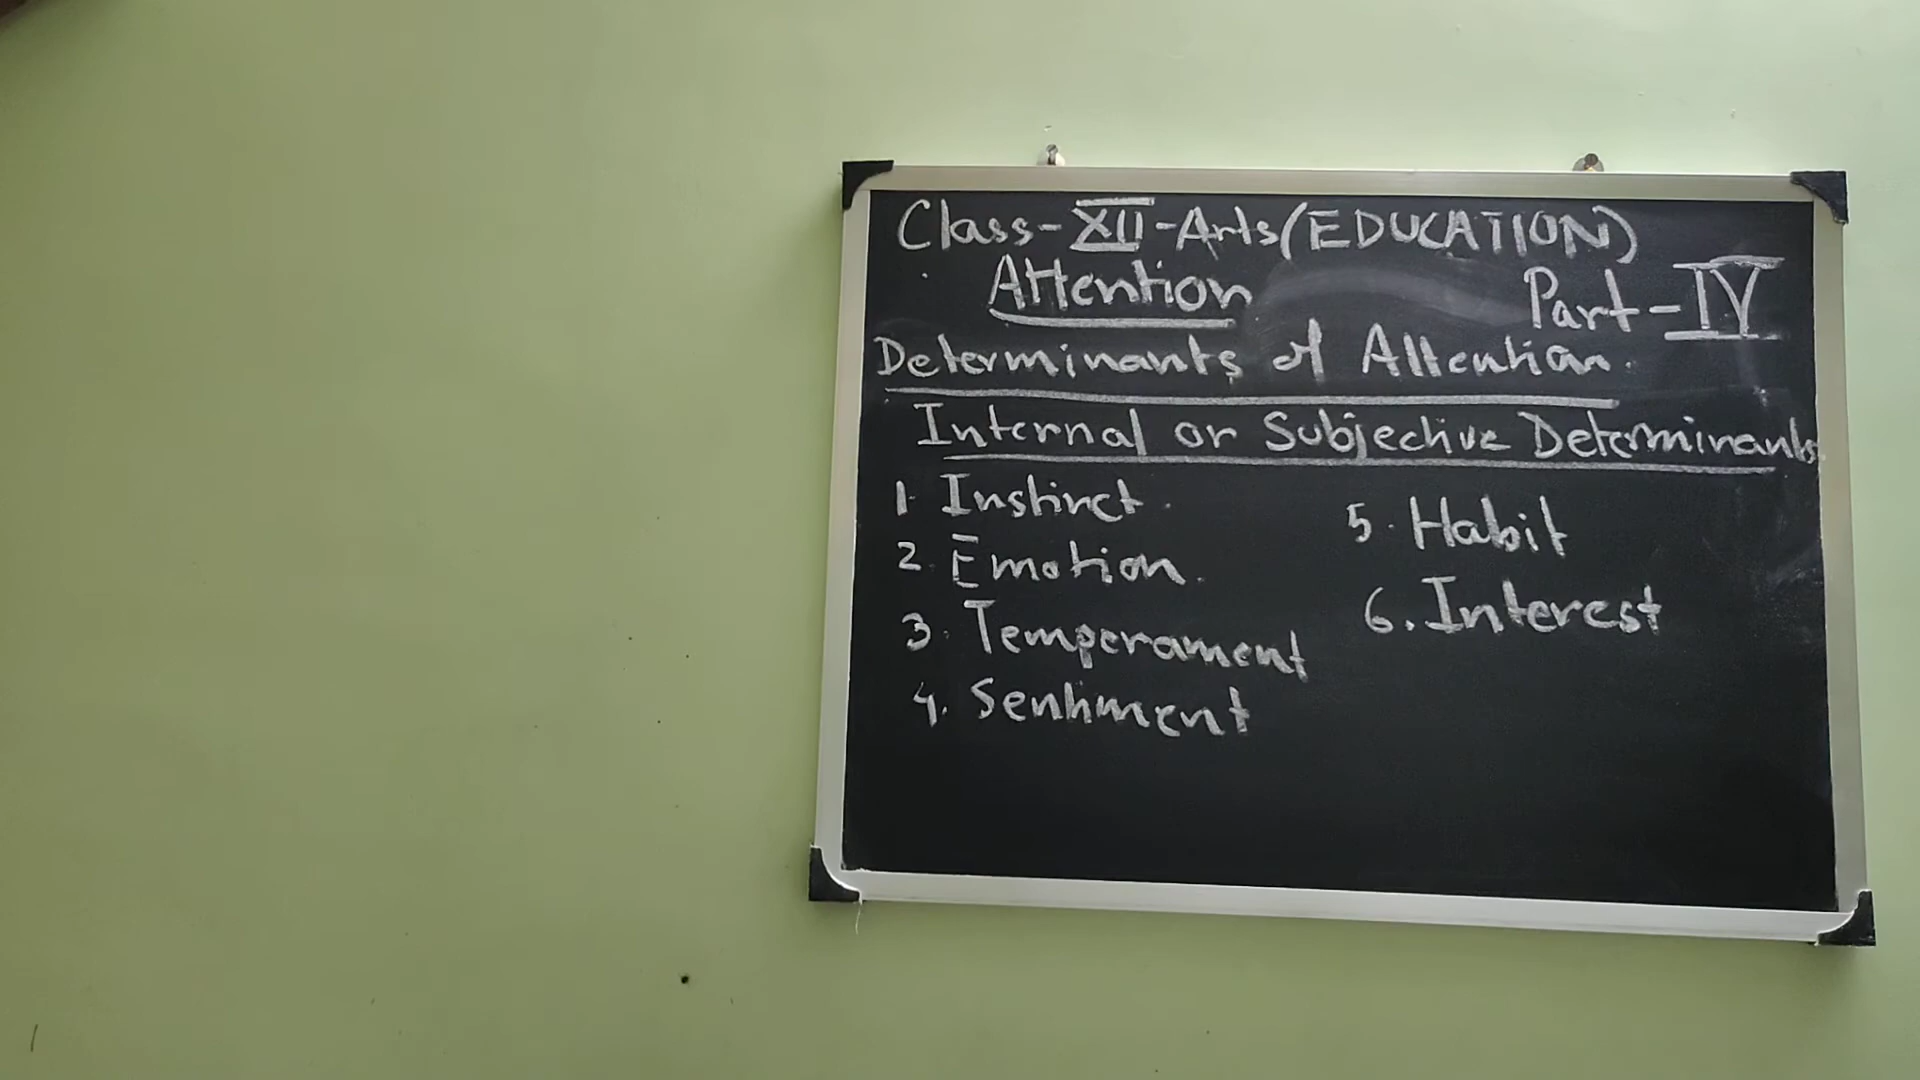 Class-XII-Arts(EDUCATION)
Attention
Part-IV
Determinants of Attention.
Internal or Subjective Determinants
1. Instinct.
2. Emotion.
3. Temperament
4. Sentiment
5. Habit
6. Interest